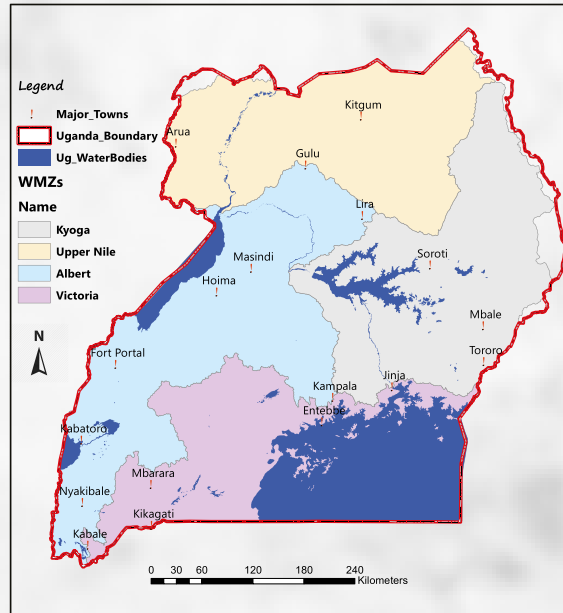 Legend
Major_Towns
Uganda_Boundary
Ug_WaterBodies
WMZs
Name
Kyoga
Upper Nile
Albert
Victoria
N
Kitgum
Arua
Gulu
Lira
Masindi
Soroti
Hoima
Mbale
Fort Portal
Tororo
Kampala
Jinja
Entebbe
Kabatoro
Mbarara
Nyakibale
Kikagati
Kabale
0 30 60 120 180 240
Kilometers